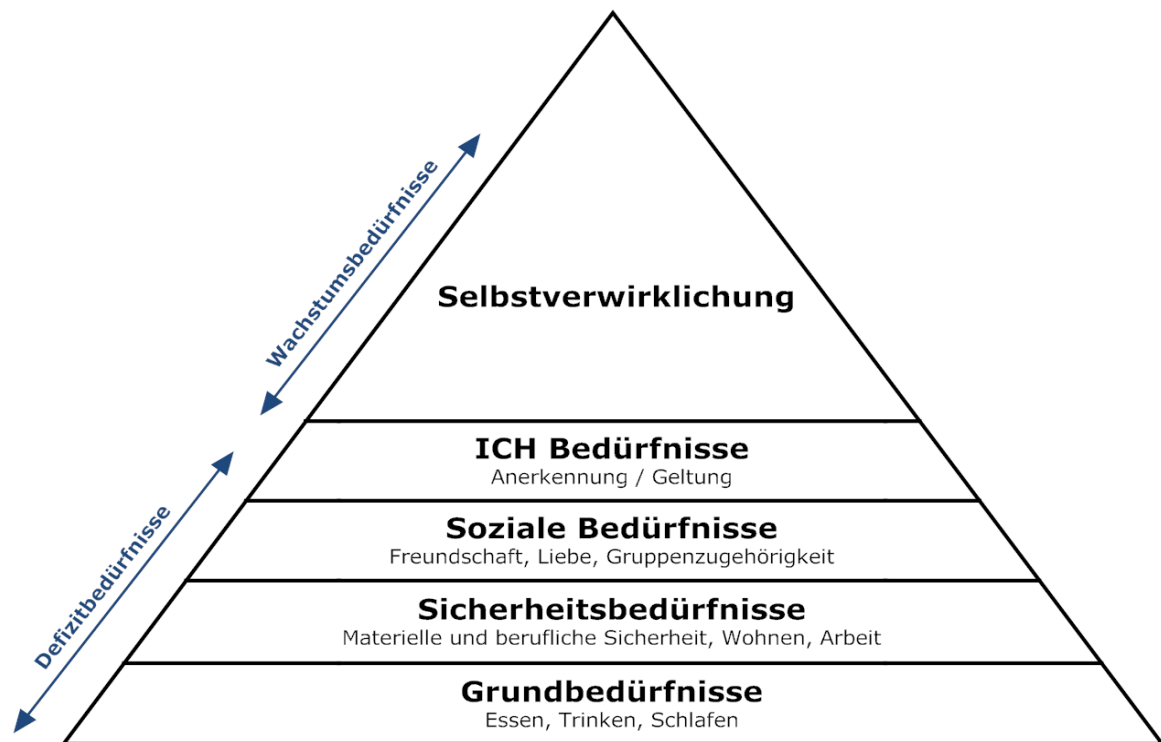 Wachstumsbedürfnisse
Selbstverwirklichung
Defizitbedürfnisse
ICH Bedürfnisse
Anerkennung / Geltung
Soziale Bedürfnisse
Freundschaft, Liebe, Gruppenzugehörigkeit
Sicherheitsbedürfnisse
Materielle und berufliche Sicherheit, Wohnen, Arbeit
Grundbedürfnisse
Essen, Trinken, Schlafen